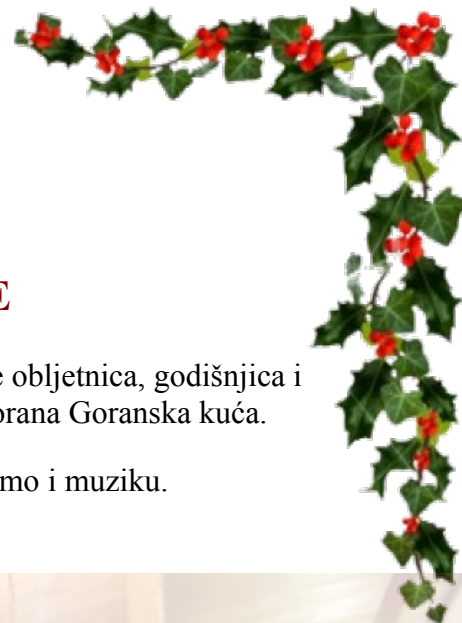 E
e obljetnica, godišnjica i
orana Goranska kuća.
mo i muziku.